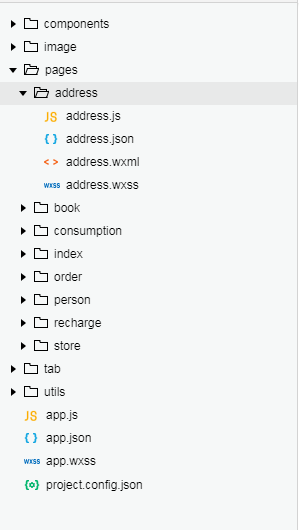 components
image
pages
address
JS address.js
{ } address.json
< > address.wxml
wxss address.wxss
book
consumption
index
order
person
recharge
store
tab
utils
JS app.js
{ } app.json
wxss app.wxss
{o} project.config.json